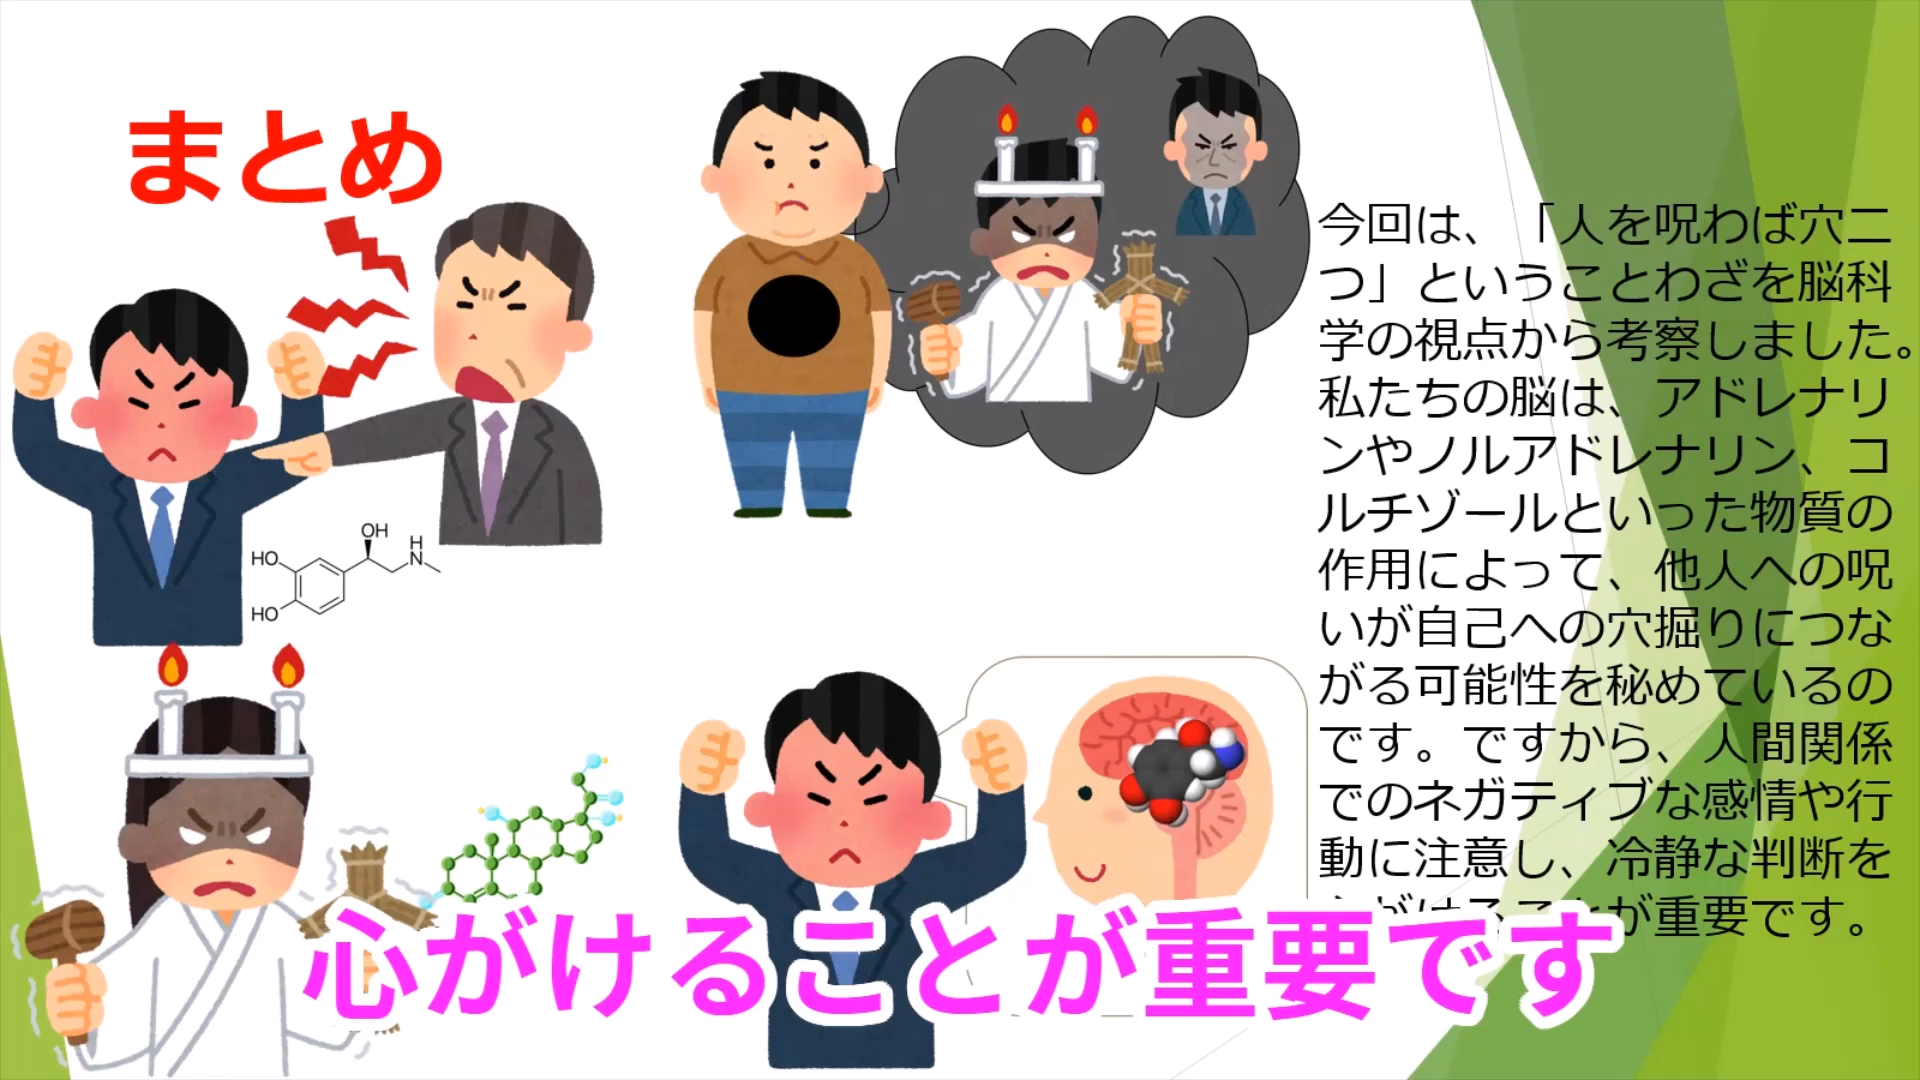 まとめ
今回は、「人を呪わば穴二
つ」ということわざを脳科
学の視点から考察しました。
私たちの脳は、アドレナリ
ンやノルアドレナリン、コ
ルチゾールといった物質の
作用によって、他人への呪
いが自己への穴掘りにつな
がる可能性を秘めているの
です。ですから、人間関係
でのネガティブな感情や行
動に注意し、冷静な判断を
心がけることが重要です。
OH
H
N
HO
HO
心がけることが重要です